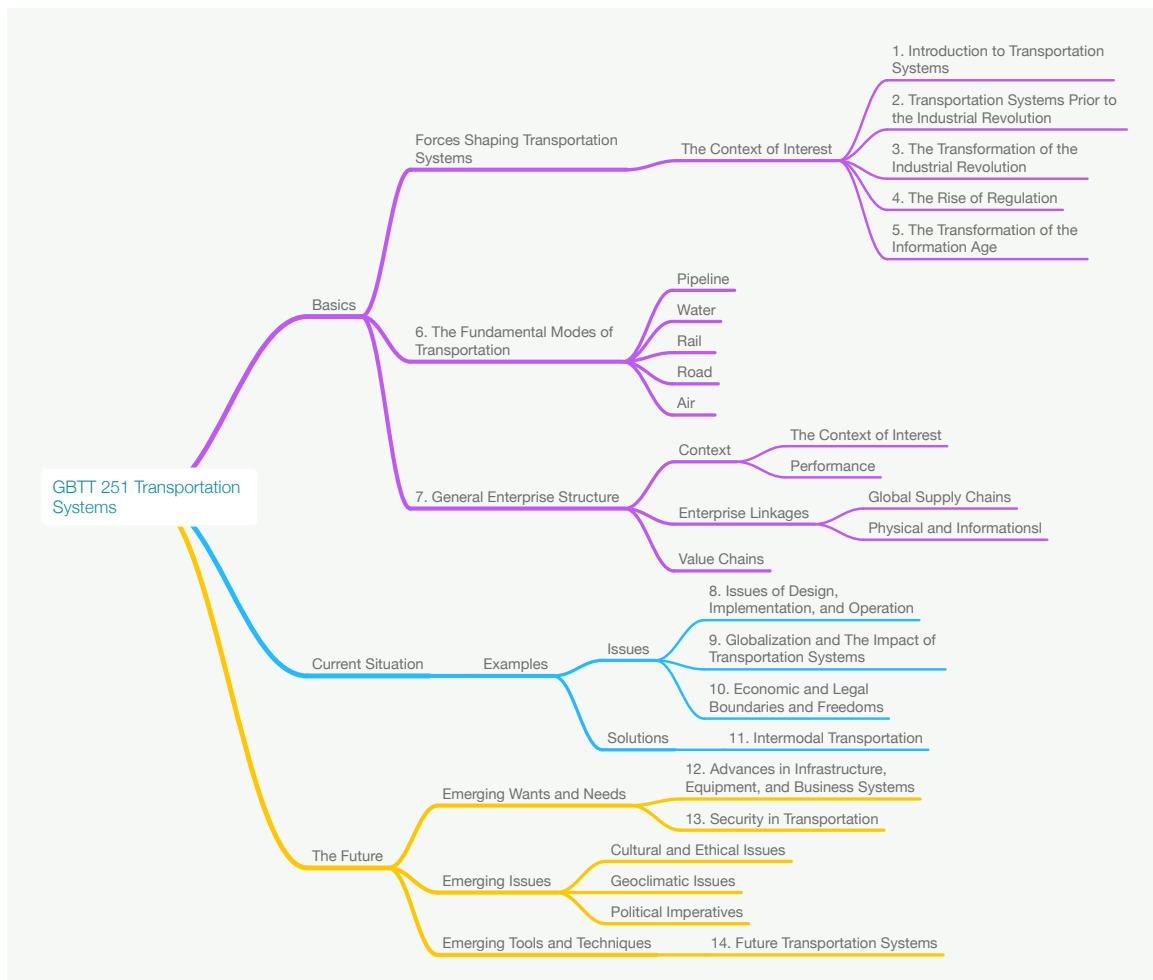 1. Introduction to Transportation
Systems
2. Transportation Systems Prior to
the Industrial Revolution
Forces Shaping Transportation
Systems
The Context of Interest
3. The Transformation of the
Industrial Revolution
4. The Rise of Regulation
5. The Transformation of the
Information Age
Basics
6. The Fundamental Modes of
Transportation
Pipeline
Water
Rail
Road
Air
7. General Enterprise Structure
Context
The Context of Interest
Performance
Enterprise Linkages
Global Supply Chains
Physical and Informationsl
Value Chains
GBTT 251 Transportation
Systems
Current Situation
Examples
Issues
8. Issues of Design,
Implementation, and Operation
9. Globalization and The Impact of
Transportation Systems
10. Economic and Legal
Boundaries and Freedoms
Solutions
11. Intermodal Transportation
The Future
Emerging Wants and Needs
12. Advances in Infrastructure,
Equipment, and Business Systems
13. Security in Transportation
Emerging Issues
Cultural and Ethical Issues
Geoclimatic Issues
Political Imperatives
Emerging Tools and Techniques
14. Future Transportation Systems